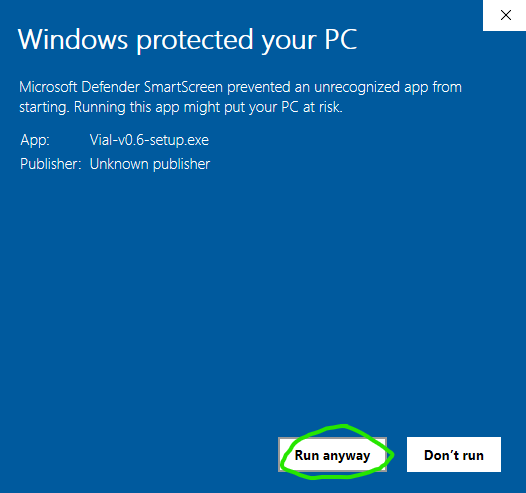 Windows protected your PC
Microsoft Defender SmartScreen prevented an unrecognized app from
starting. Running this app might put your PC at risk.
App: Vial-v0.6-setup.exe
Publisher: Unknown publisher
Run anyway Don’t run